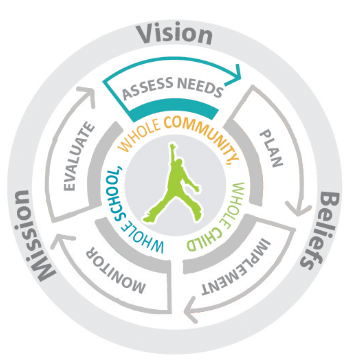 Vision
Beliefs
Mission
ASSESS NEEDS
PLAN
IMPLEMENT
MONITOR
EVALUATE
WHOLE SCHOOL,
WHOLE COMMUNITY,
WHOLE CHILD